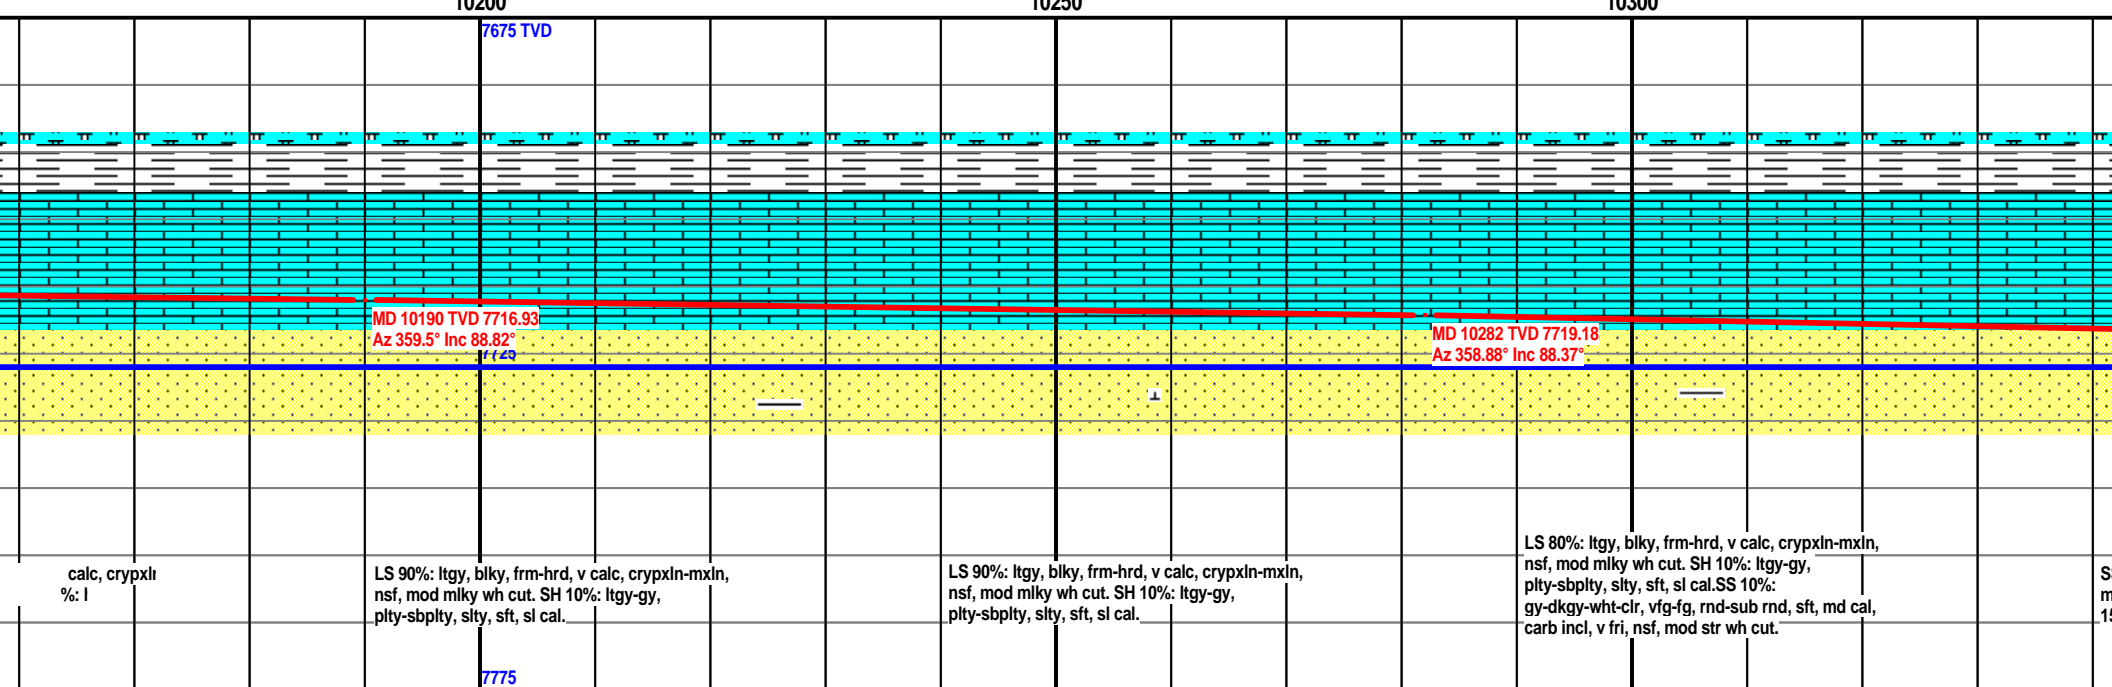 10200 10250 10300
7675 TVD
MD 10190 TVD 7716.93
Az 359.5° Inc 88.82°
7725
MD 10282 TVD 7719.18
Az 358.88° Inc 88.37°
calc, crypxln
%: l
LS 90%: ltgy, blky, frm-hrd, v calc, crypxln-mxln,
nsf, mod mlky wh cut. SH 10%: ltgy-gy,
plty-sbplty, slty, sft, sl cal.
LS 90%: ltgy, blky, frm-hrd, v calc, crypxln-mxln,
nsf, mod mlky wh cut. SH 10%: ltgy-gy,
plty-sbplty, slty, sft, sl cal.
LS 80%: ltgy, blky, frm-hrd, v calc, crypxln-mxln,
nsf, mod mlky wh cut. SH 10%: ltgy-gy,
plty-sbplty, slty, sft, sl cal.SS 10%:
gy-dkgy-wht-clr, vfg-fg, rnd-sub rnd, sft, md cal,
carb incl, v fri, nsf, mod str wh cut.
15
7775